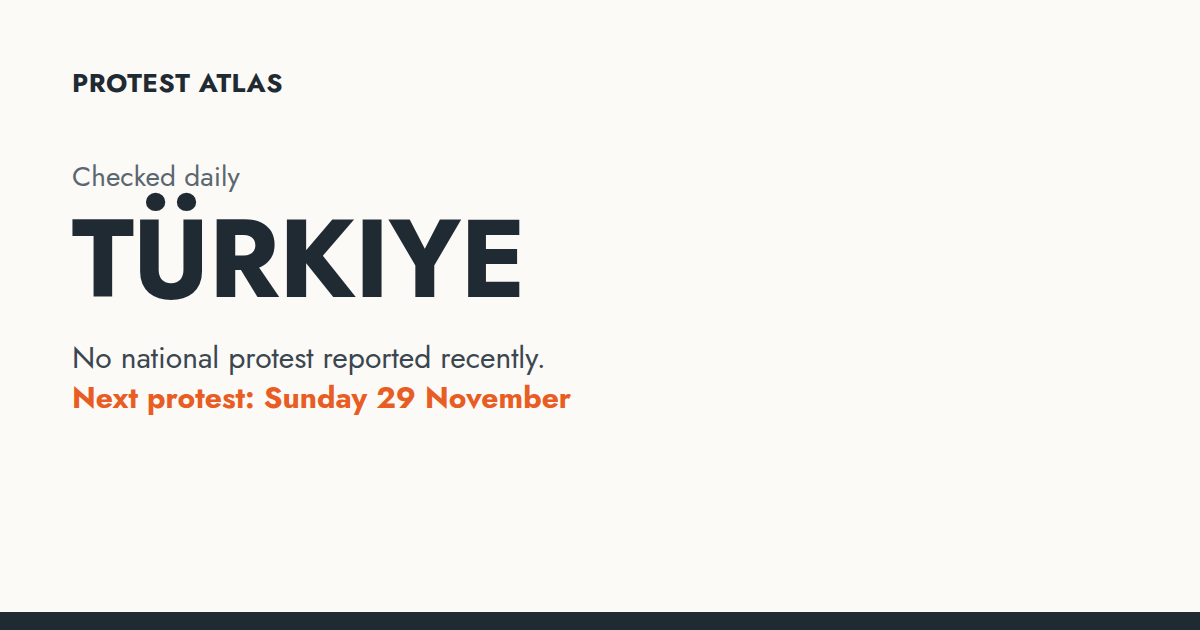 PROTEST ATLAS
Checked daily
TÜRKIYE
No national protest reported recently.
Next protest: Sunday 29 November